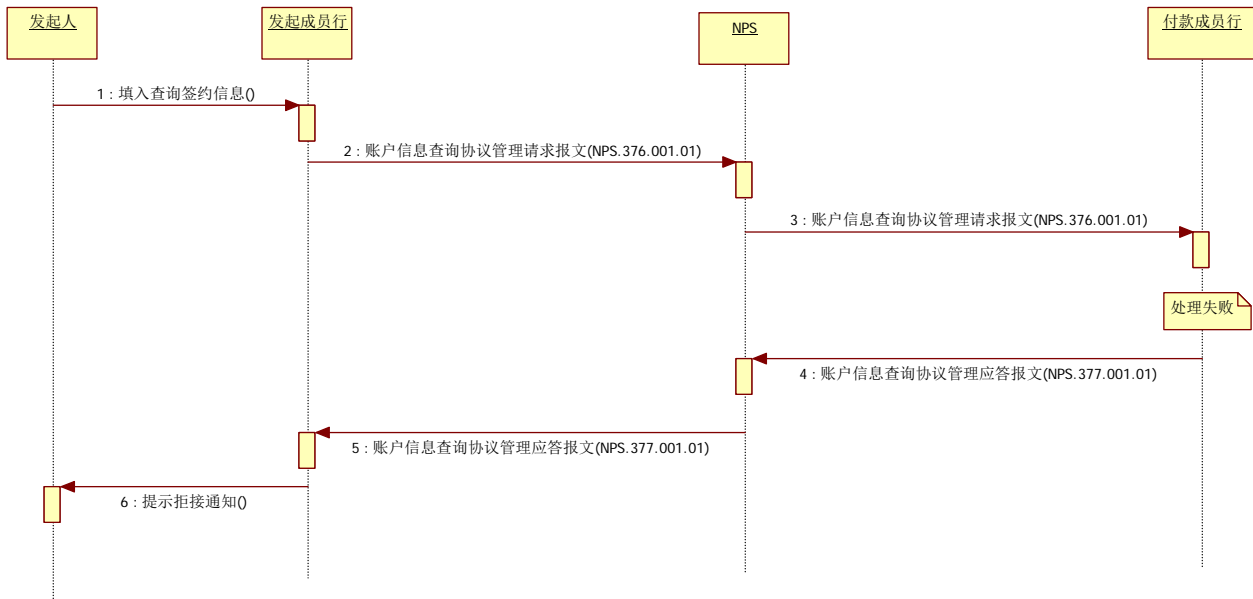 发起人
发起成员行
NPS
付款成员行
1 : 填入查询签约信息()
2 : 账户信息查询协议管理请求报文(NPS.376.001.01)
3 : 账户信息查询协议管理请求报文(NPS.376.001.01)
处理失败
4 : 账户信息查询协议管理应答报文(NPS.377.001.01)
5 : 账户信息查询协议管理应答报文(NPS.377.001.01)
6 : 提示拒接通知()